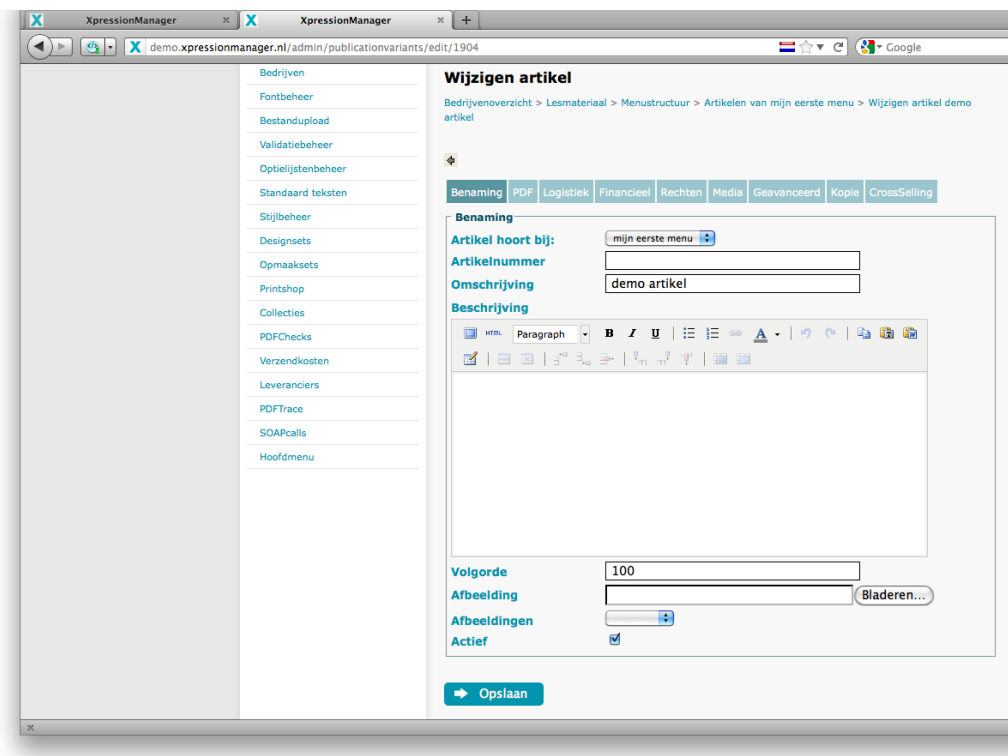 XpressionManager
XpressionManager
demo.xpressionmanager.nl/admin/publicationvariants/edit/1904
Google
Bedrijven
Fontbeheer
Bestandupload
Validatiebeheer
Optielijstenbeheer
Standaard teksten
Stijlbeheer
Designsets
Opmaaksets
Printshop
Collecties
PDFChecks
Verzendkosten
Leveranciers
PDFTrace
SOAPcalls
Hoofdmenu
Wijzigen artikel
Bedrijvenoverzicht > Lesmateriaal > Menustructuur > Artikelen van mijn eerste menu > Wijzigen artikel demo
artikel
Benaming PDF Logistiek Financieel Rechten Media Geavanceerd Kopie CrossSelling
Benaming
Artikel hoort bij: mijn eerste menu
Artikelnummer
Omschrijving demo artikel
Beschrijving
HTML Paragraph B I U A
Volgorde 100
Afbeelding Bladeren...
Afbeeldingen
Actief
Opslaan